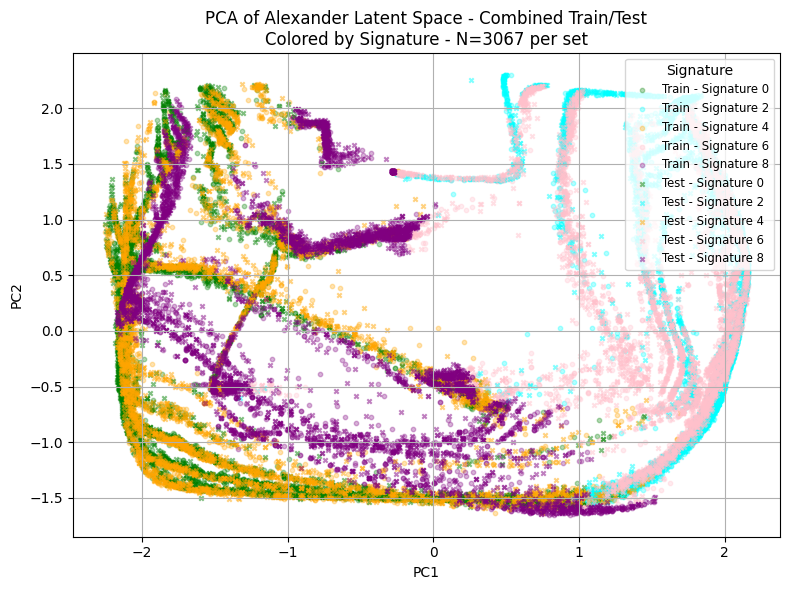 PCA of Alexander Latent Space - Combined Train/Test
Colored by Signature - N=3067 per set
Signature
Train - Signature 0
Train - Signature 2
Train - Signature 4
Train - Signature 6
Train - Signature 8
Test - Signature 0
Test - Signature 2
Test - Signature 4
Test - Signature 6
Test - Signature 8
PC2
2.0
1.5
1.0
0.5
0.0
−0.5
−1.0
−1.5
−2
−1
0
1
2
PC1